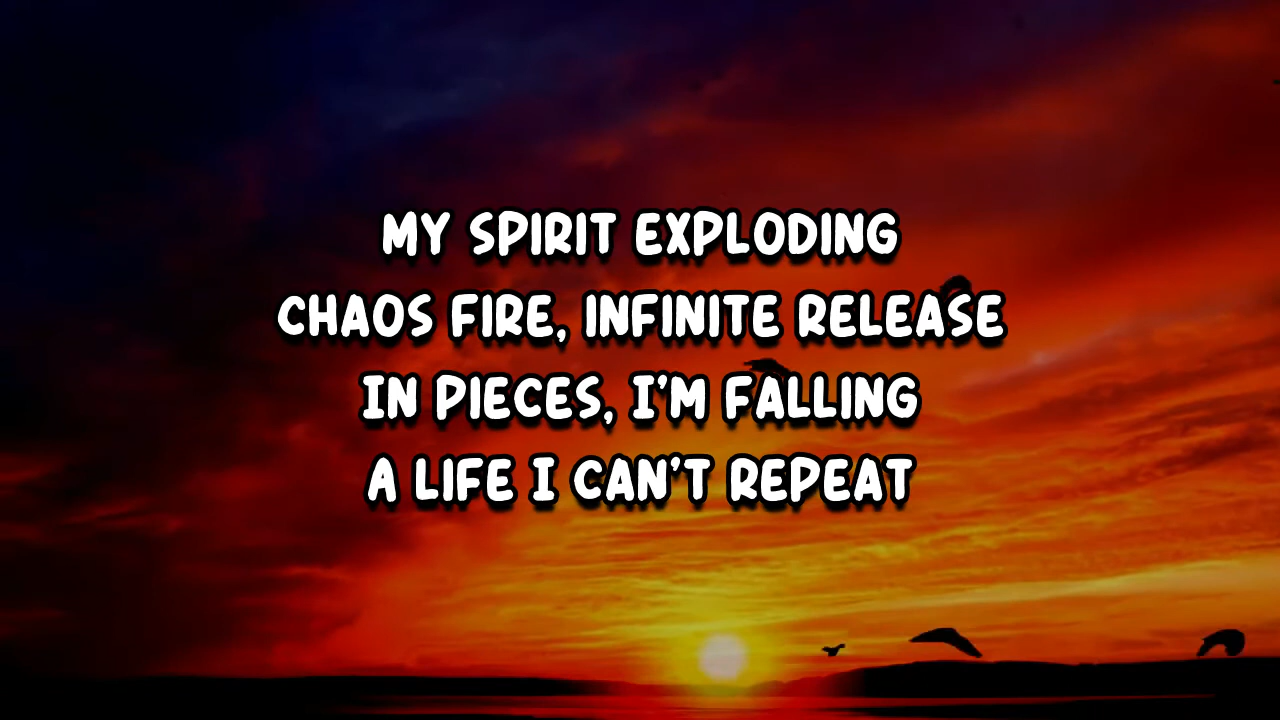 MY SPIRIT EXPLODING
CHAOS FIRE, INFINITE RELEASE
IN PIECES, I'M FALLING
A LIFE I CAN'T REPEAT